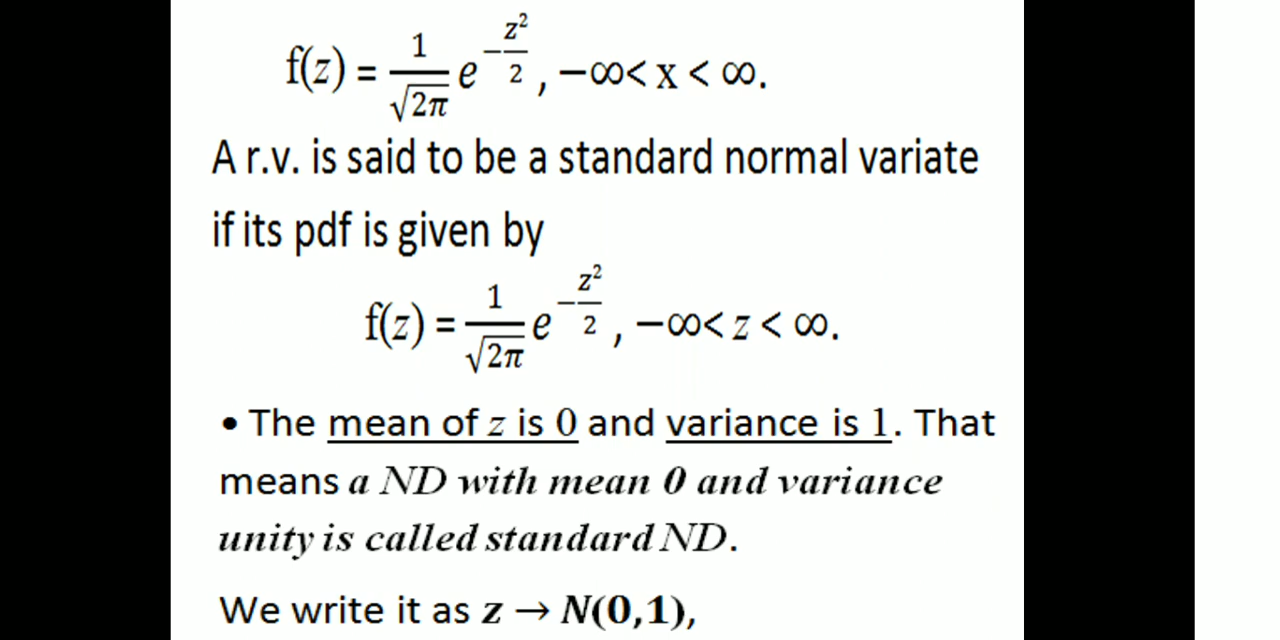 f(z) = 1/√2π e^(-z²/2) , −∞< x < ∞.
A r.v. is said to be a standard normal variate
if its pdf is given by
f(z) = 1/√2π e^(-z²/2) , −∞< z < ∞.
• The mean of z is 0 and variance is 1. That
means a ND with mean 0 and variance
unity is called standard ND.
We write it as z → N(0,1),